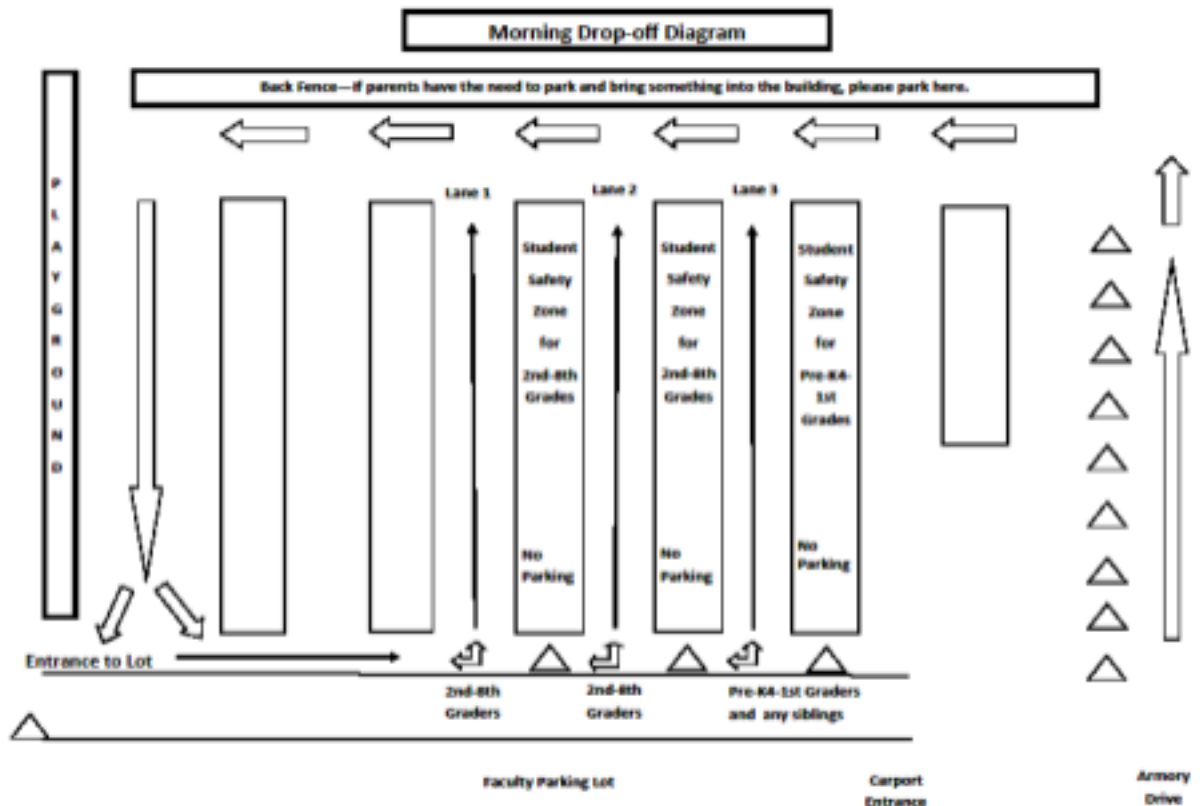 Morning Drop-off Diagram
Back Fence—If parents have the need to park and bring something into the building, please park here.
PLAYGROUND
Lane 1
Lane 2
Lane 3
Student
Safety
Zone
for
2nd-8th
Grades
No
Parking
Student
Safety
Zone
for
2nd-8th
Grades
No
Parking
Student
Safety
Zone
for
Pre-K4-
1st
Grades
No
Parking
Entrance to Lot
2nd-8th
Graders
2nd-8th
Graders
Pre-K4-1st Graders
and any siblings
Faculty Parking Lot
Carport
Entrance
Armory
Drive